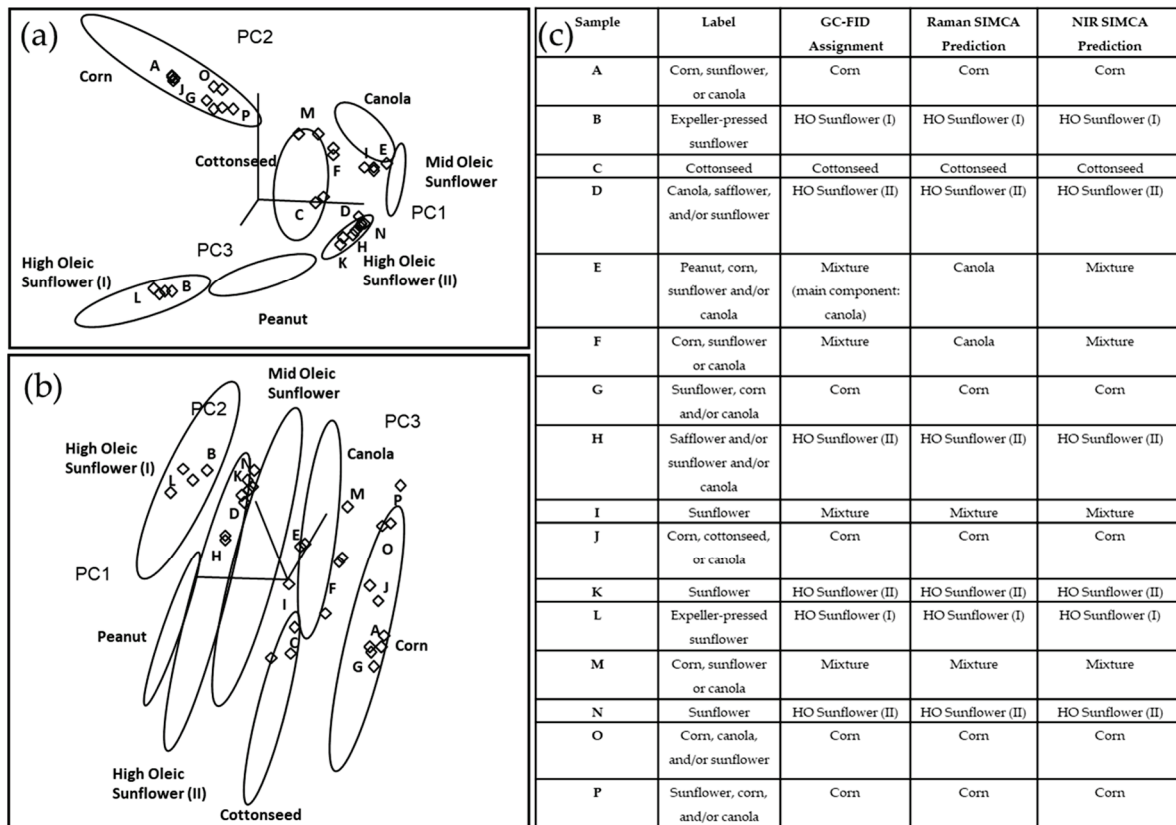 (a)
PC2
Corn
A
O
J
G
P
M
Canola
Cottonseed
F
I
E
Mid Oleic
Sunflower
C
D
PC1
N
H
K
PC3
High Oleic
Sunflower (I)
High Oleic
Sunflower (II)
L
B
Peanut
(b)
Mid Oleic
Sunflower
PC2
PC3
High Oleic
Sunflower (I)
B
L
N
K
D
H
Canola
M
P
E
O
PC1
F
J
I
Peanut
C
A
Corn
G
High Oleic
Sunflower (II)
Cottonseed
(c)
Sample Label GC-FID Raman SIMCA NIR SIMCA
Assignment Prediction Prediction
A Corn, sunflower, Corn Corn Corn
or canola
B Expeller-pressed HO Sunflower (I) HO Sunflower (I) HO Sunflower (I)
sunflower
C Cottonseed Cottonseed Cottonseed Cottonseed
D Canola, safflower, HO Sunflower (II) HO Sunflower (II) HO Sunflower (II)
and/or sunflower
E Peanut, corn, Mixture Canola Mixture
sunflower and/or (main component:
canola canola)
F Corn, sunflower Mixture Canola Mixture
or canola
G Sunflower, corn Corn Corn Corn
and/or canola
H Safflower and/or HO Sunflower (II) HO Sunflower (II) HO Sunflower (II)
sunflower and/or
canola
I Sunflower Mixture Mixture Mixture
J Corn, cottonseed, Corn Corn Corn
or canola
K Sunflower HO Sunflower (II) HO Sunflower (II) HO Sunflower (II)
L Expeller-pressed HO Sunflower (I) HO Sunflower (I) HO Sunflower (I)
sunflower
M Corn, sunflower Mixture Mixture Mixture
or canola
N Sunflower HO Sunflower (II) HO Sunflower (II) HO Sunflower (II)
O Corn, canola, Corn Corn Corn
and/or sunflower
P Sunflower, corn, Corn Corn Corn
and/or canola